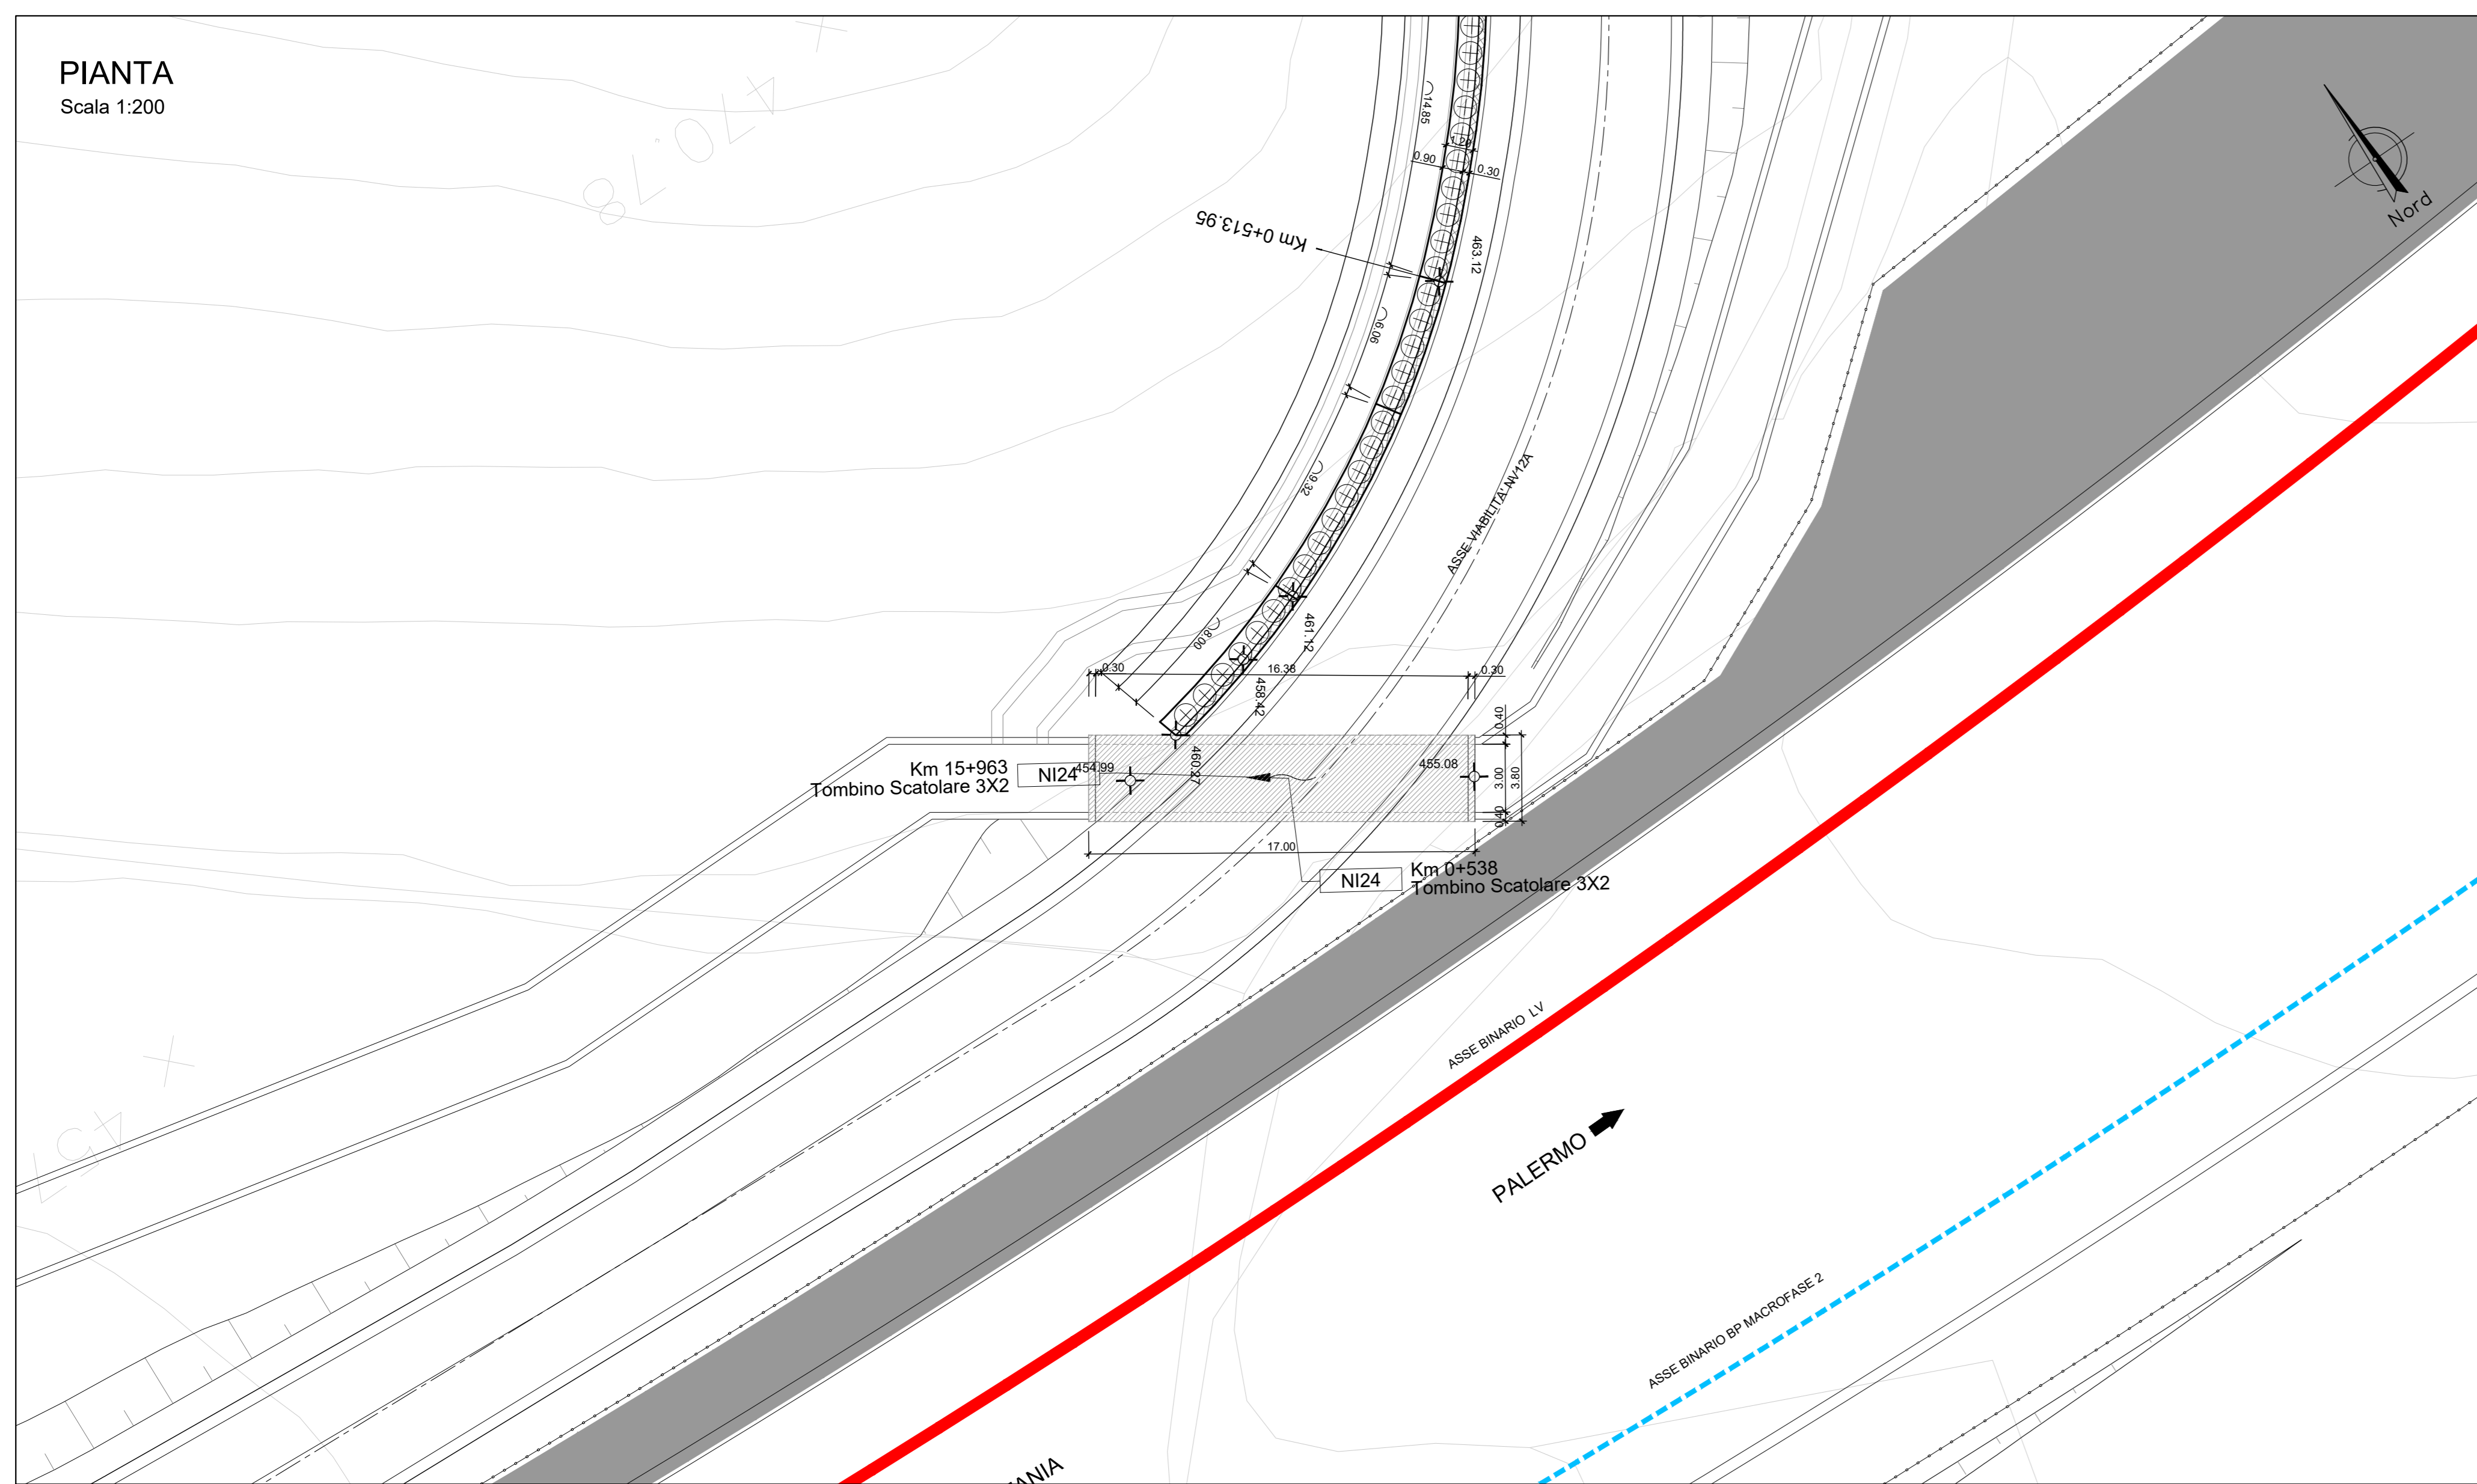 PIANTA
Scala 1:200
Nord
14.85
1.20
0.90
0.30
Km 0+513.95
463.12
6.06
9.32
ASSE VIABILITA' NV12A
8.00
461.12
0.30
16.38
0.30
458.42
0.40
460.27
Km 15+963
Tombino Scatolare 3X2
NI24
454.99
455.08
3.00
3.80
0.40
17.00
NI24
Km 0+538
Tombino Scatolare 3X2
ASSE BINARIO LV
PALERMO
ASSE BINARIO BP MACROFASE 2